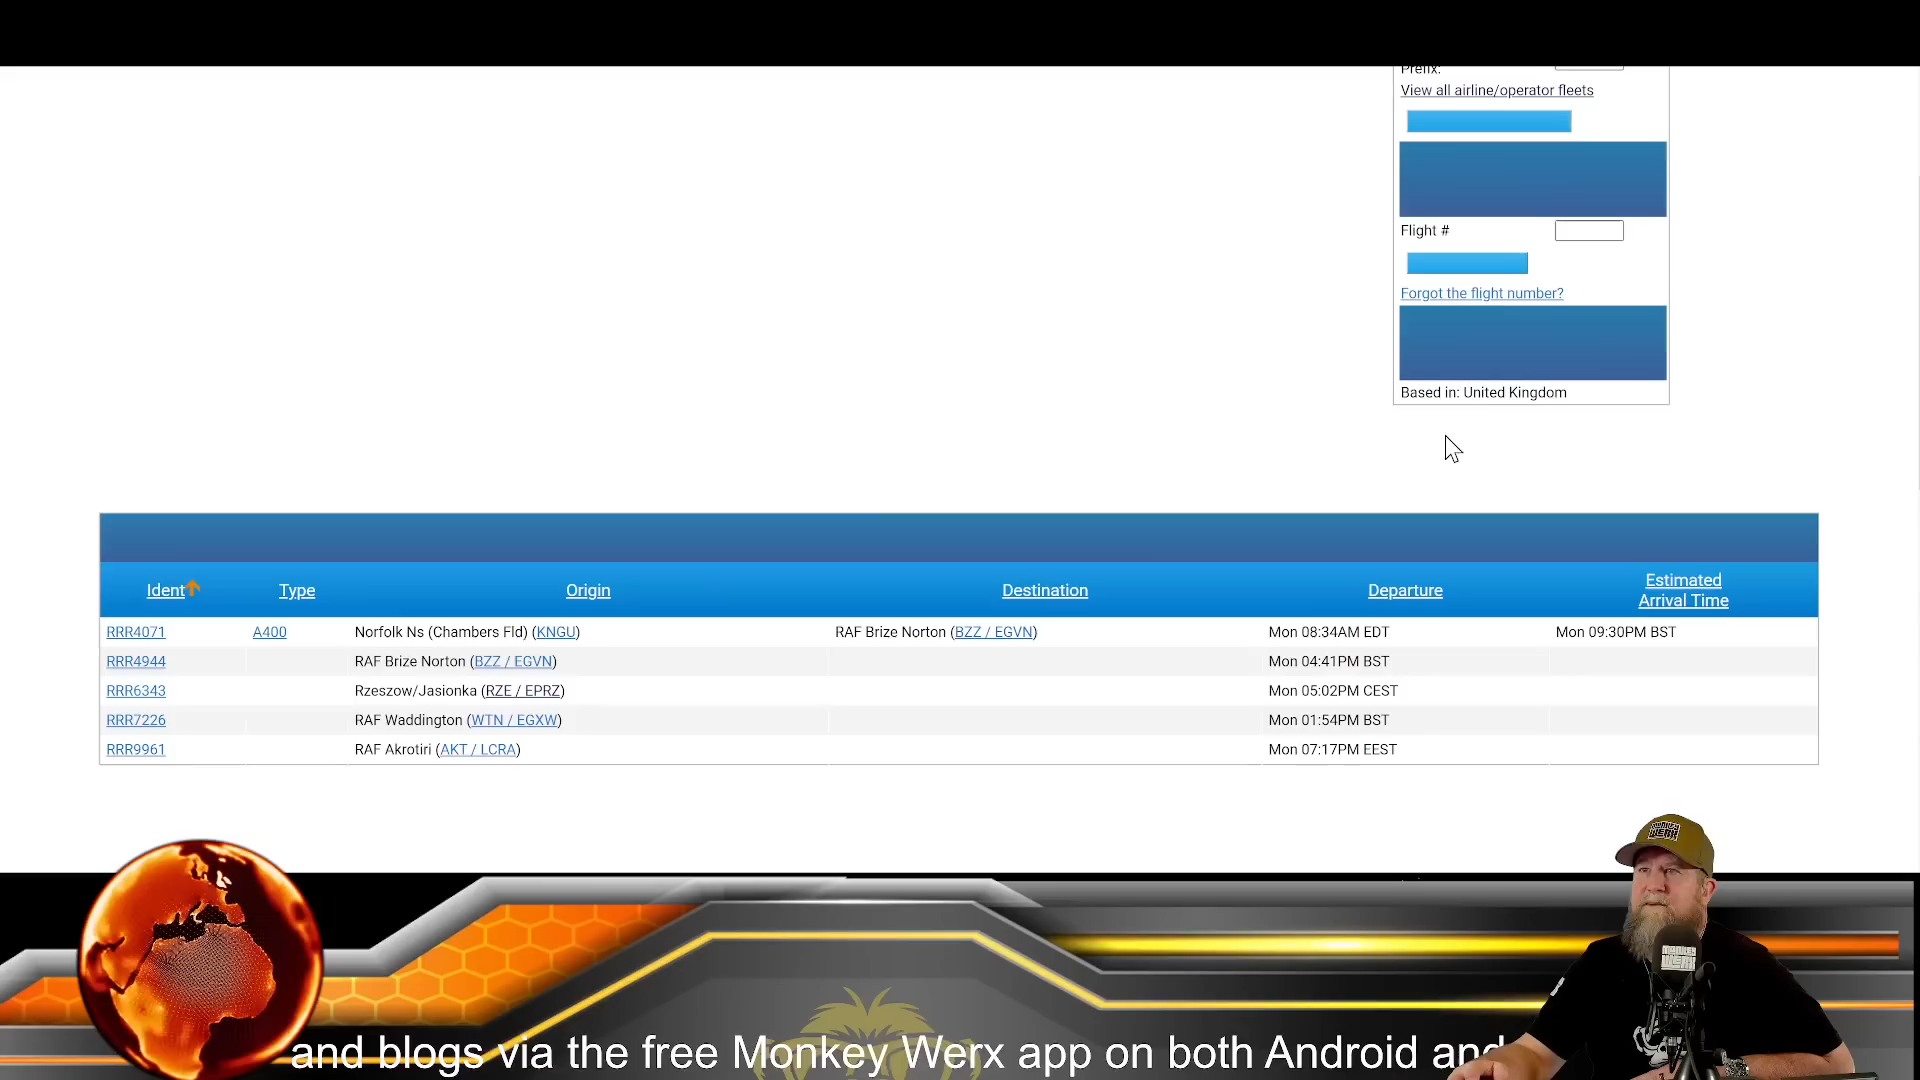 Prefix:
View all airline/operator fleets
Flight #
Forgot the flight number?
Based in: United Kingdom
Ident Type Origin Destination Departure Estimated Arrival Time
RRR4071 A400 Norfolk Ns (Chambers Fld) (KNGU) RAF Brize Norton (BZZ / EGVN) Mon 08:34AM EDT Mon 09:30PM BST
RRR4944 RAF Brize Norton (BZZ / EGVN) Mon 04:41PM BST
RRR6343 Rzeszow/Jasionka (RZE / EPRZ) Mon 05:02PM CEST
RRR7226 RAF Waddington (WTN / EGXW) Mon 01:54PM BST
RRR9961 RAF Akrotiri (AKT / LCRA) Mon 07:17PM EEST
MONKEY
WERX
MONKEY
WERX
and blogs via the free Monkey Werx app on both Android and